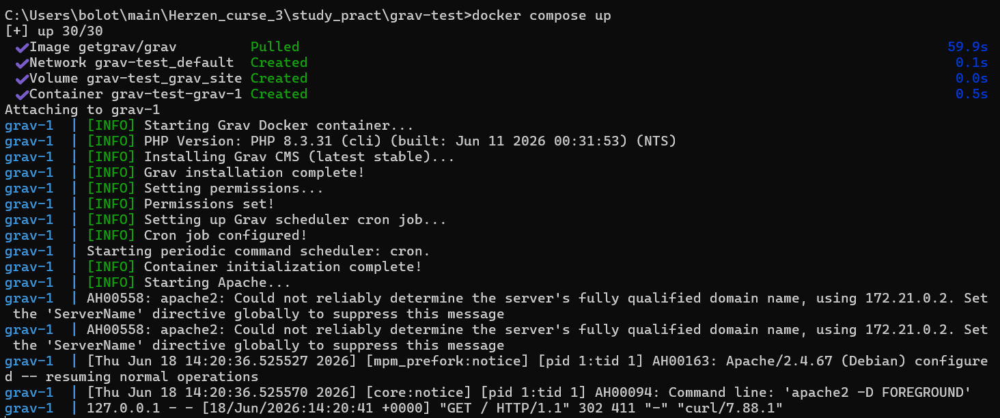 C:\Users\bolot\main\Herzen_curse_3\study_pract\grav-test>docker compose up
[+] up 30/30
✔Image getgrav/grav Pulled 59.9s
✔Network grav-test_default Created 0.1s
✔Volume grav-test_grav_site Created 0.0s
✔Container grav-test-grav-1 Created 0.5s
Attaching to grav-1
grav-1 | [INFO] Starting Grav Docker container...
grav-1 | [INFO] PHP Version: PHP 8.3.31 (cli) (built: Jun 11 2026 00:31:53) (NTS)
grav-1 | [INFO] Installing Grav CMS (latest stable)...
grav-1 | [INFO] Grav installation complete!
grav-1 | [INFO] Setting permissions...
grav-1 | [INFO] Permissions set!
grav-1 | [INFO] Setting up Grav scheduler cron job...
grav-1 | [INFO] Cron job configured!
grav-1 | Starting periodic command scheduler: cron.
grav-1 | [INFO] Container initialization complete!
grav-1 | [INFO] Starting Apache...
grav-1 | AH00558: apache2: Could not reliably determine the server's fully qualified domain name, using 172.21.0.2. Set
the 'ServerName' directive globally to suppress this message
grav-1 | AH00558: apache2: Could not reliably determine the server's fully qualified domain name, using 172.21.0.2. Set
the 'ServerName' directive globally to suppress this message
grav-1 | [Thu Jun 18 14:20:36.525527 2026] [mpm_prefork:notice] [pid 1:tid 1] AH00163: Apache/2.4.67 (Debian) configure
d -- resuming normal operations
grav-1 | [Thu Jun 18 14:20:36.525570 2026] [core:notice] [pid 1:tid 1] AH00094: Command line: 'apache2 -D FOREGROUND'
grav-1 | 127.0.0.1 - - [18/Jun/2026:14:20:41 +0000] "GET / HTTP/1.1" 302 411 "-" "curl/7.88.1"